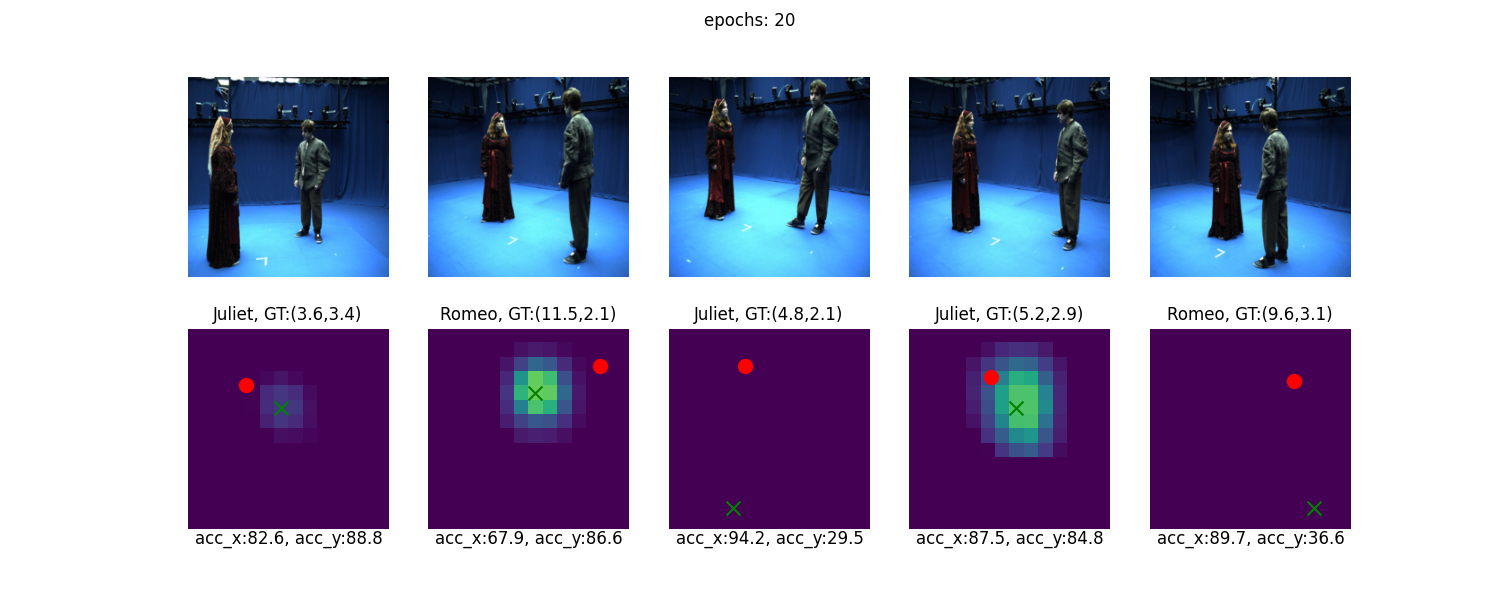 epochs: 20
Juliet, GT:(3.6,3.4)
Romeo, GT:(11.5,2.1)
Juliet, GT:(4.8,2.1)
Juliet, GT:(5.2,2.9)
Romeo, GT:(9.6,3.1)
acc_x:82.6, acc_y:88.8
acc_x:67.9, acc_y:86.6
acc_x:94.2, acc_y:29.5
acc_x:87.5, acc_y:84.8
acc_x:89.7, acc_y:36.6